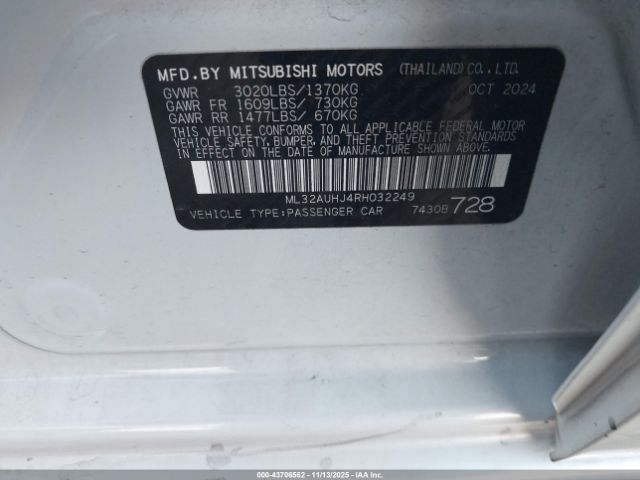 MFD.BY MITSUBISHI MOTORS (THAILAND) CO., LTD.
GVWR 3020LBS/1370KG OCT 2024
GAWR FR 1609LBS/ 730KG
GAWR RR 1477LBS/ 670KG
THIS VEHICLE CONFORMS TO ALL APPLICABLE FEDERAL MOTOR
VEHICLE SAFETY, BUMPER, AND THEFT PREVENTION STANDARDS
IN EFFECT ON THE DATE OF MANUFACTURE SHOWN ABOVE.
ML32AUHJ4RH032249
VEHICLE TYPE:PASSENGER CAR 7430B 728
000-43706562 - 11/13/2025 - IAA Inc.